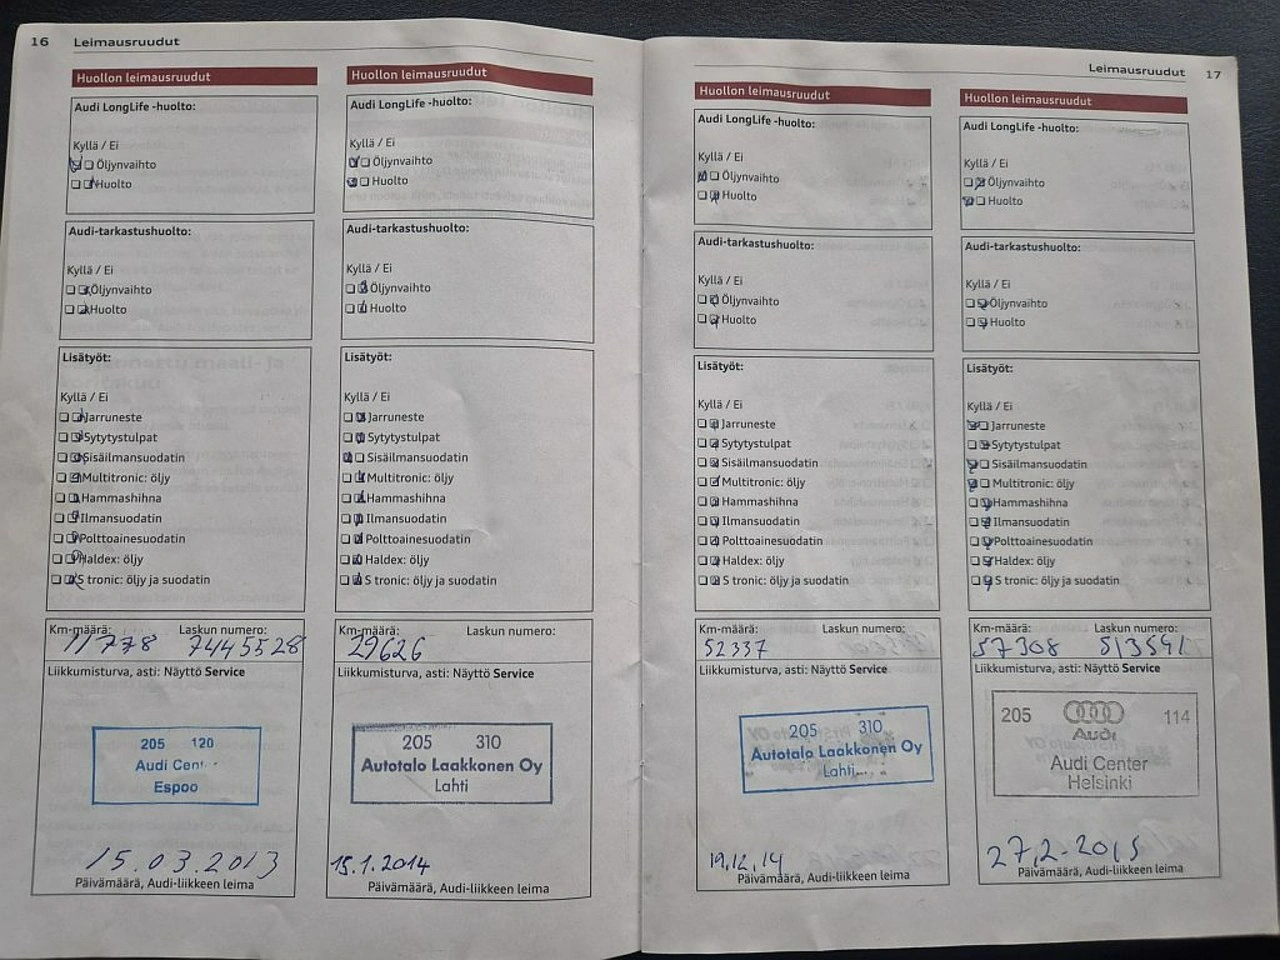 16 Leimausruudut
Huollon leimausruudut
Audi LongLife -huolto:
Kyllä / Ei
Öljynvaihto
Huolto
Audi-tarkastushuolto:
Kyllä / Ei
Öljynvaihto
Huolto
Lisätyöt:
Kyllä / Ei
Jarruneste
Sytytystulpat
Sisäilmansuodatin
Multitronic: öljy
Hammashihna
Ilmansuodatin
Polttoainesuodatin
Haldex: öljy
S tronic: öljy ja suodatin
Km-määrä: Laskun numero:
11778 7445528
Liikkumisturva, asti: Näyttö Service
205 120
Audi
Espoo
15.03.2013
Päivämäärä, Audi-liikkeen leima
Huollon leimausruudut
Audi LongLife -huolto:
Kyllä / Ei
Öljynvaihto
Huolto
Audi-tarkastushuolto:
Kyllä / Ei
Öljynvaihto
Huolto
Lisätyöt:
Kyllä / Ei
Jarruneste
Sytytystulpat
Sisäilmansuodatin
Multitronic: öljy
Hammashihna
Ilmansuodatin
Polttoainesuodatin
Haldex: öljy
S tronic: öljy ja suodatin
Km-määrä: Laskun numero:
29626
Liikkumisturva, asti: Näyttö Service
205 310
Autotalo Laakkonen Oy
Lahti
15.1.2014
Päivämäärä, Audi-liikkeen leima
Leimausruudut 17
Huollon leimausruudut
Audi LongLife -huolto:
Kyllä / Ei
Öljynvaihto
Huolto
Audi-tarkastushuolto:
Kyllä / Ei
Öljynvaihto
Huolto
Lisätyöt:
Kyllä / Ei
Jarruneste
Sytytystulpat
Sisäilmansuodatin
Multitronic: öljy
Hammashihna
Ilmansuodatin
Polttoainesuodatin
Haldex: öljy
S tronic: öljy ja suodatin
Km-määrä: Laskun numero:
52337
Liikkumisturva, asti: Näyttö Service
205 310
Autotalo Laakkonen Oy
Lahti
19.12.14
Päivämäärä, Audi-liikkeen leima
Huollon leimausruudut
Audi LongLife -huolto:
Kyllä / Ei
Öljynvaihto
Huolto
Audi-tarkastushuolto:
Kyllä / Ei
Öljynvaihto
Huolto
Lisätyöt:
Kyllä / Ei
Jarruneste
Sytytystulpat
Sisäilmansuodatin
Multitronic: öljy
Hammashihna
Ilmansuodatin
Polttoainesuodatin
Haldex: öljy
S tronic: öljy ja suodatin
Km-määrä: Laskun numero:
57308 513591
Liikkumisturva, asti: Näyttö Service
205 114
Audi
Audi Center
Helsinki
27.2-2015
Päivämäärä, Audi-liikkeen leima